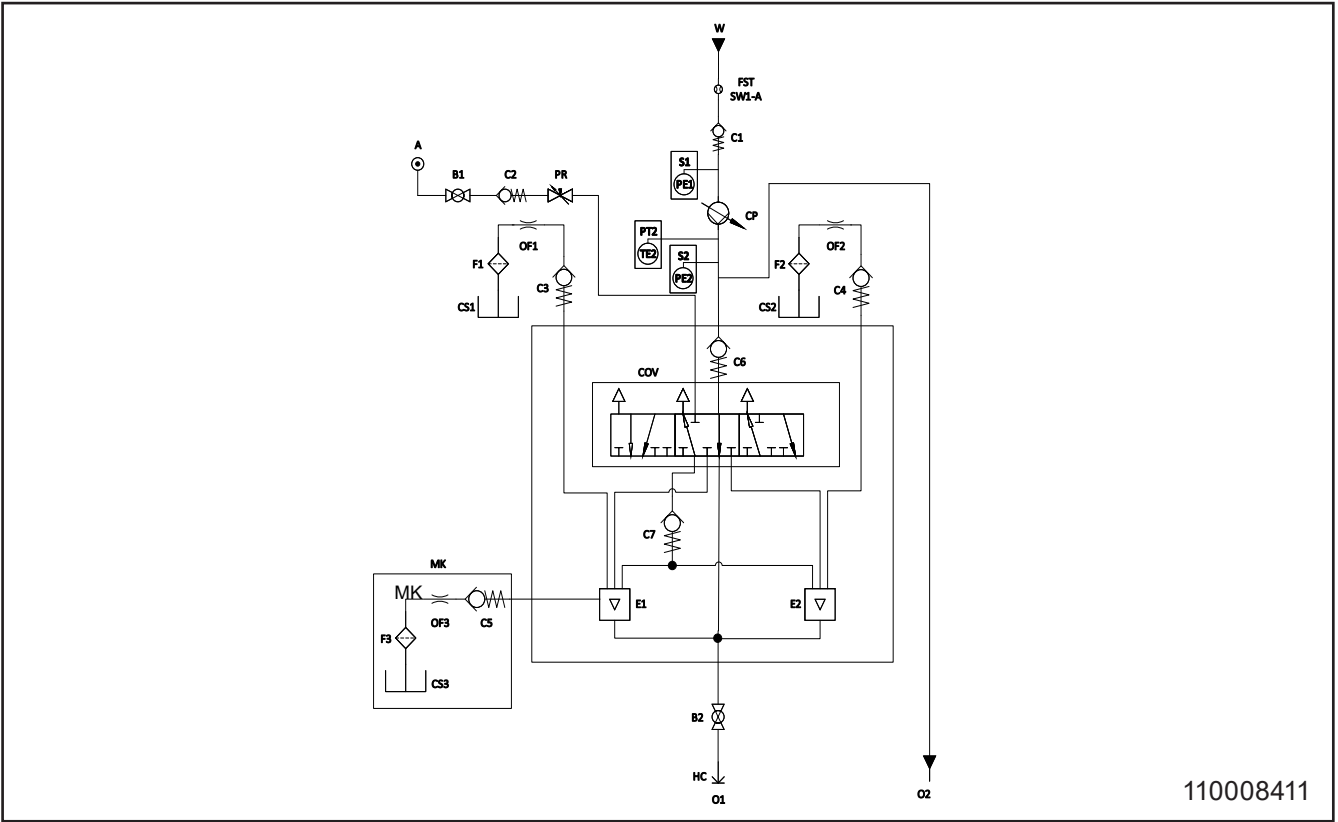 W
FST
SW1-A
C1
A
S1
B1
C2
PR
PE1
CP
PT2
OF1
OF2
TE2
S2
F1
F2
PE2
C3
C4
CS1
CS2
C6
COV
C7
MK
MK
E1
E2
OF3
C5
F3
CS3
B2
HC
O1
O2
110008411